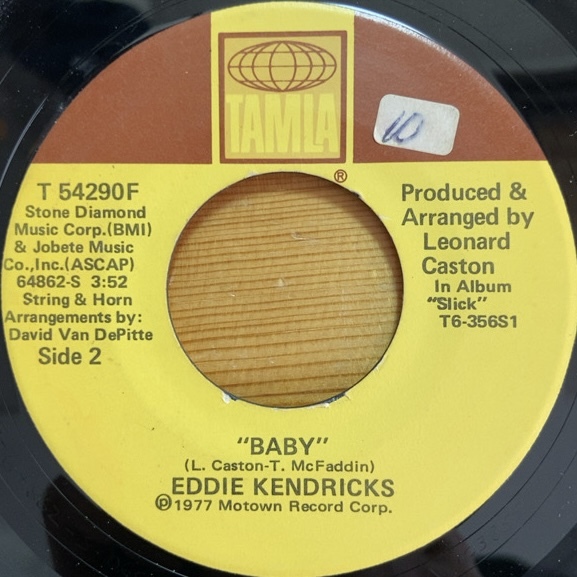 TAMLA
10
®
T 54290F
Stone Diamond
Music Corp.(BMI)
& Jobete Music
Co.,Inc.(ASCAP)
64862-S 3:52
String & Horn
Arrangements by:
David Van DePitte
Side 2
Produced &
Arranged by
Leonard
Caston
In Album
"Slick"
T6-356S1
"BABY"
(L. Caston-T. McFaddin)
EDDIE KENDRICKS
℗1977 Motown Record Corp.